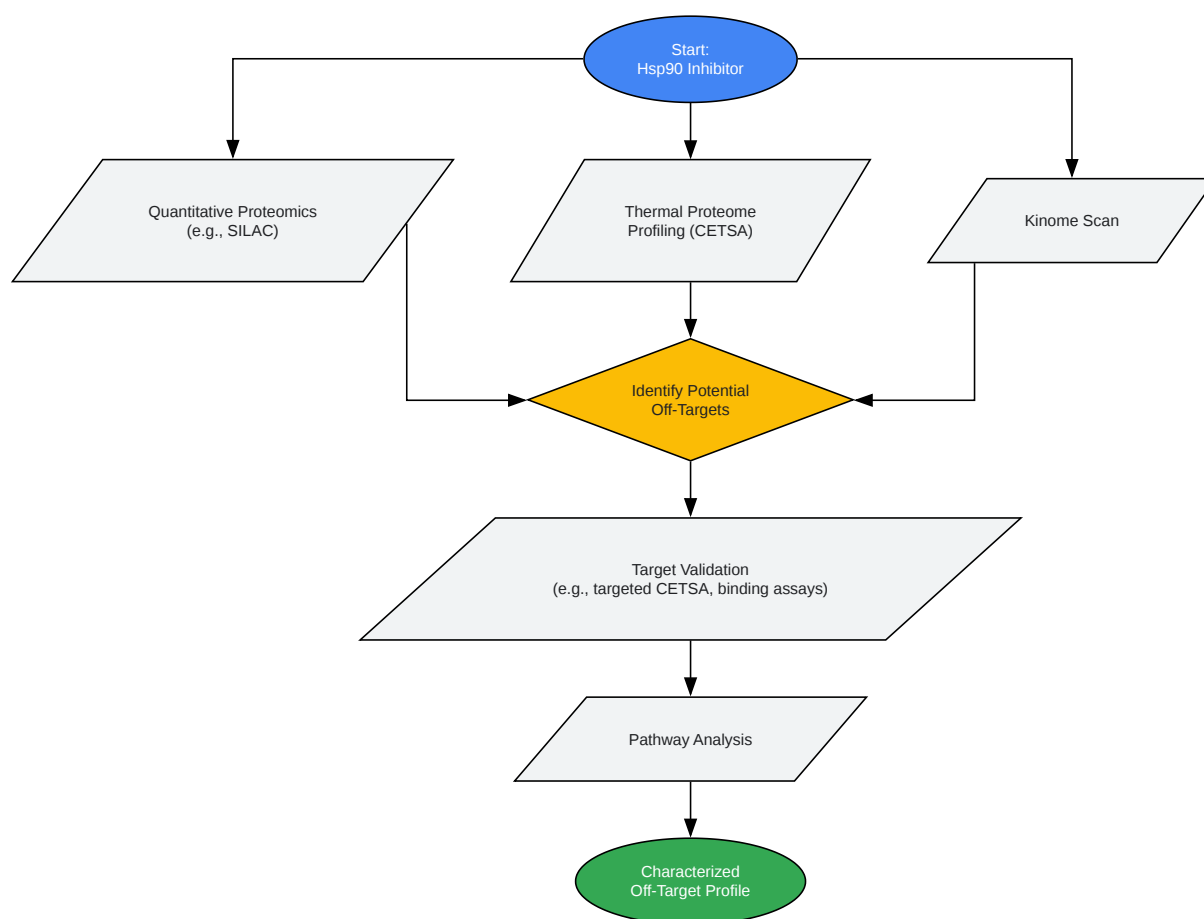 Start:
Hsp90 Inhibitor
Quantitative Proteomics
(e.g., SILAC)
Thermal Proteome
Profiling (CETSA)
Kinome Scan
Identify Potential
Off-Targets
Target Validation
(e.g., targeted CETSA, binding assays)
Pathway Analysis
Characterized
Off-Target Profile